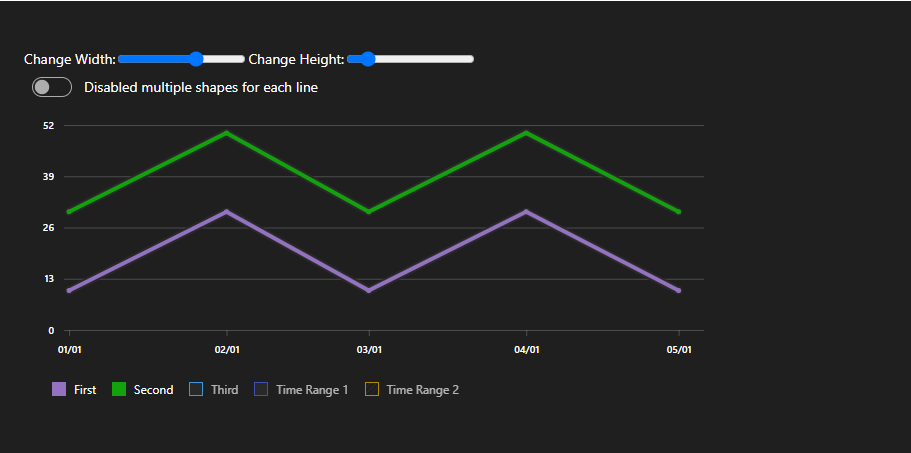 Change Width: Change Height:
Disabled multiple shapes for each line
52
39
26
13
0
01/01 02/01 03/01 04/01 05/01
First Second Third Time Range 1 Time Range 2